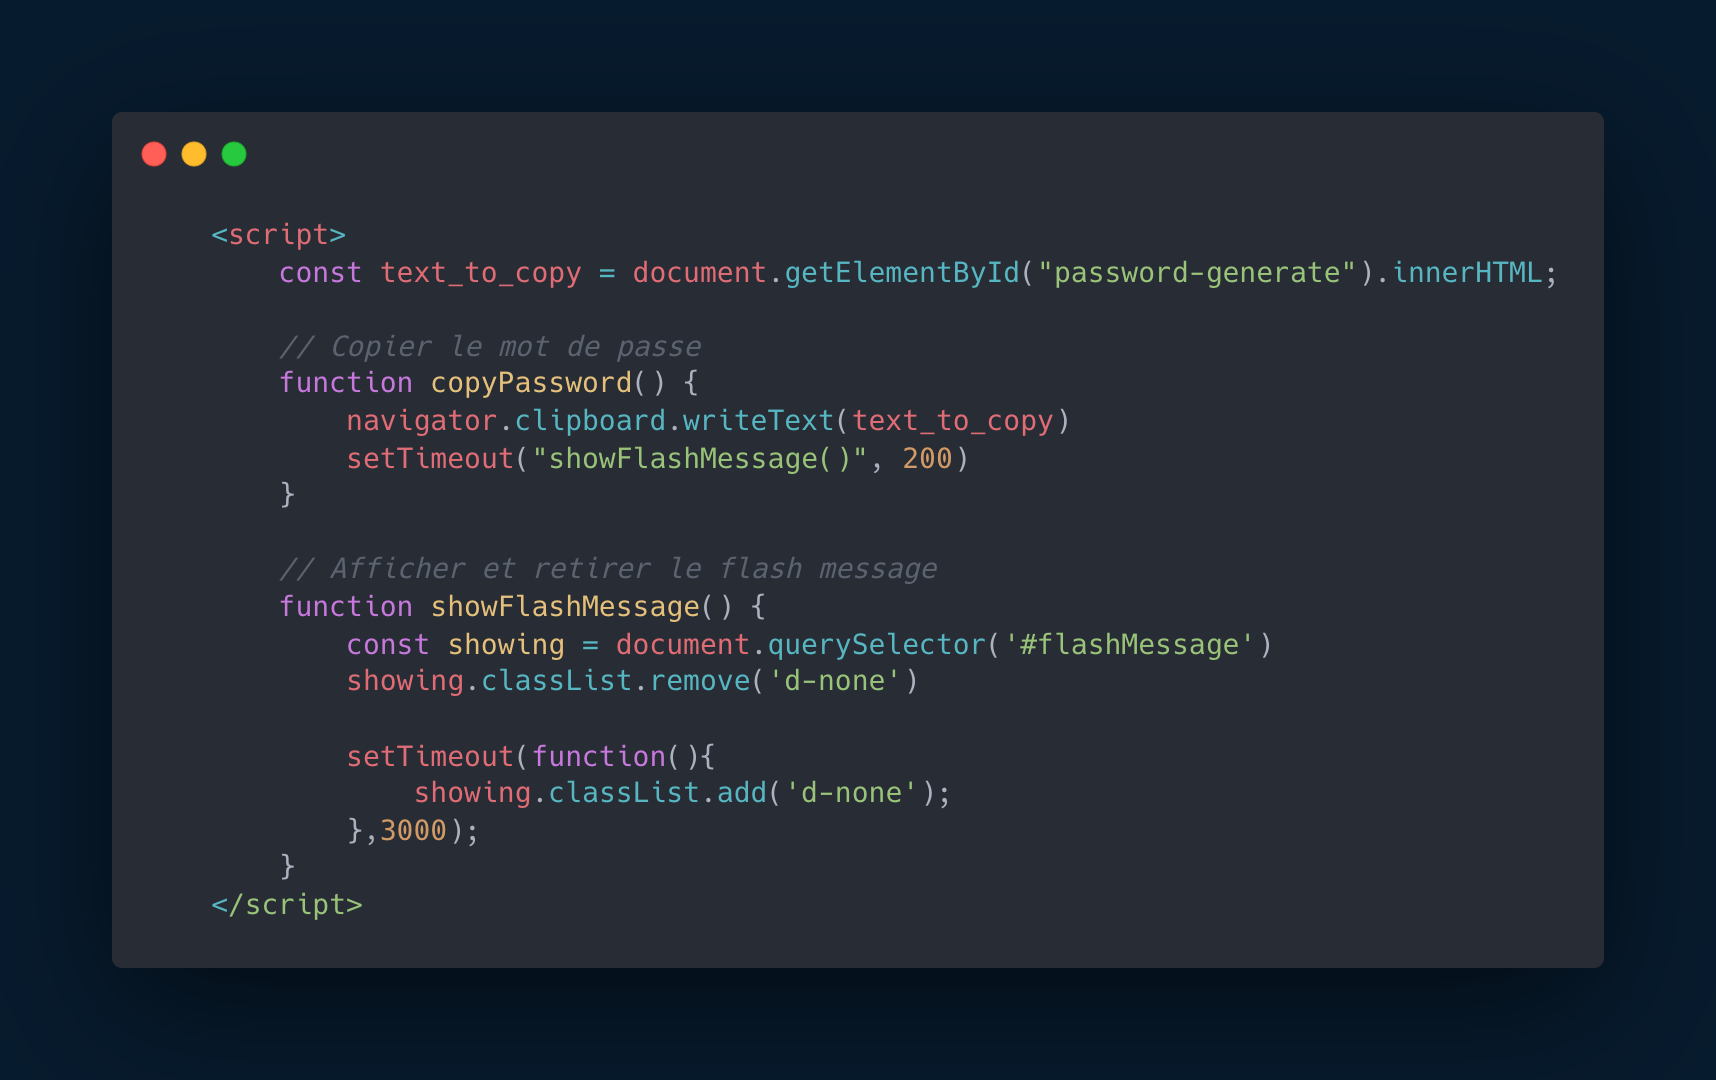 <script>
const text_to_copy = document.getElementById("password-generate").innerHTML;
// Copier le mot de passe
function copyPassword() {
navigator.clipboard.writeText(text_to_copy)
setTimeout("showFlashMessage()", 200)
}
// Afficher et retirer le flash message
function showFlashMessage() {
const showing = document.querySelector('#flashMessage')
showing.classList.remove('d-none')
setTimeout(function(){
showing.classList.add('d-none');
},3000);
}
</script>